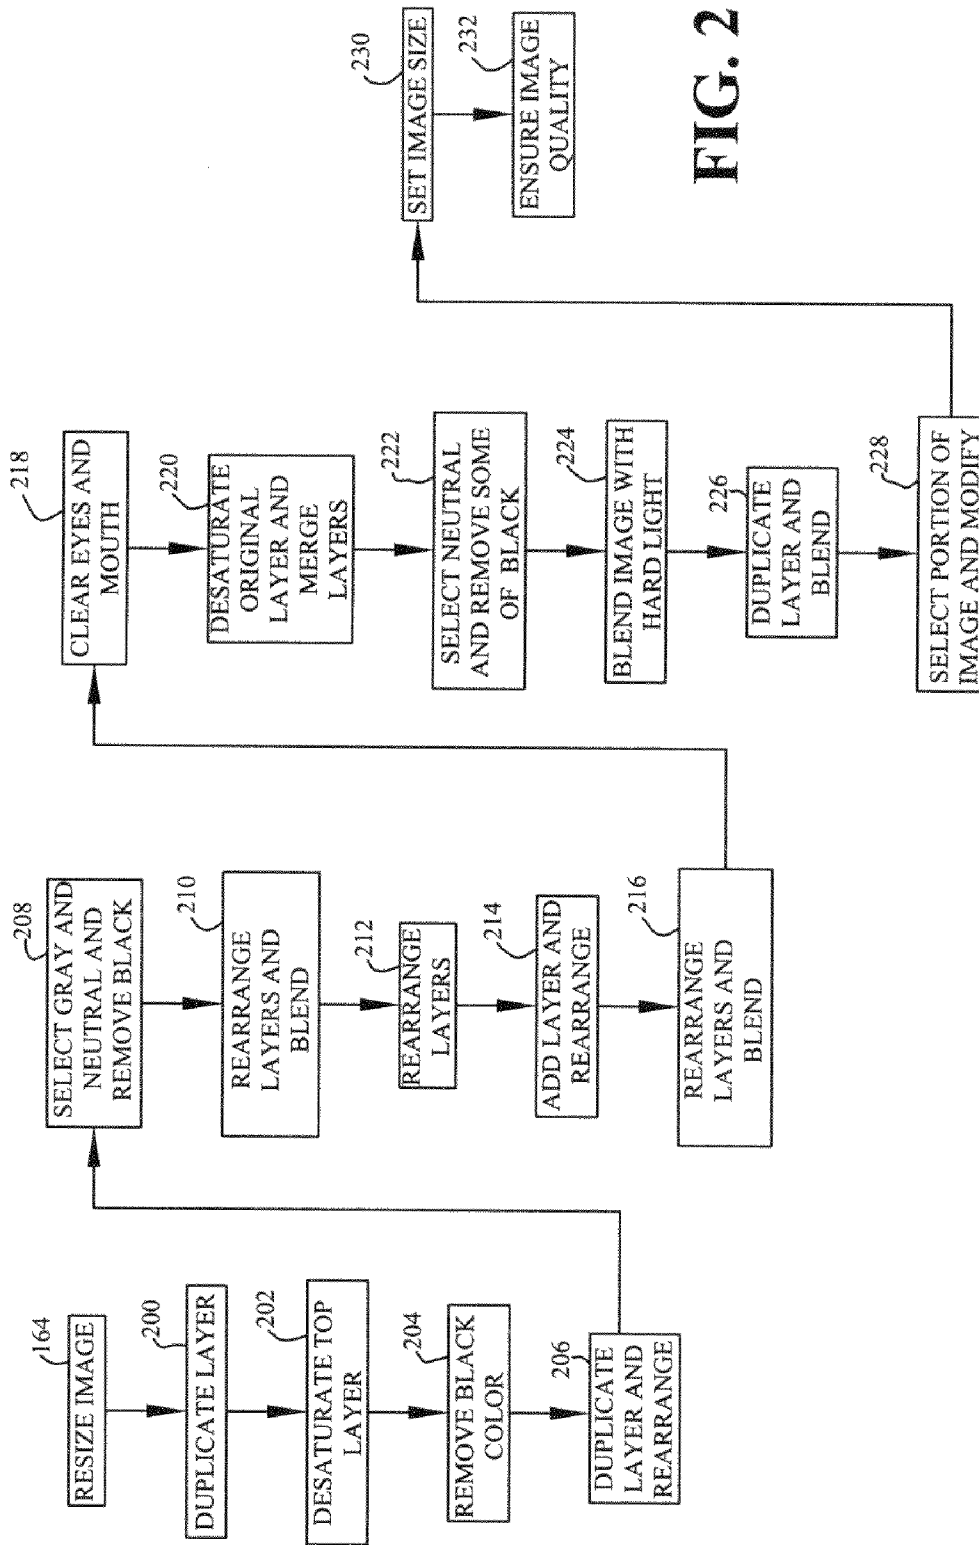 164
RESIZE IMAGE
200
DUPLICATE LAYER
202
DESATURATE TOP
LAYER
204
REMOVE BLACK
COLOR
206
DUPLICATE
LAYER AND
REARRANGE
208
SELECT GRAY AND
NEUTRAL AND
REMOVE BLACK
210
REARRANGE
LAYERS AND
BLEND
212
REARRANGE
LAYERS
214
ADD LAYER AND
REARRANGE
216
REARRANGE
LAYERS AND
BLEND
218
CLEAR EYES AND
MOUTH
220
DESATURATE
ORIGINAL
LAYER AND
MERGE
LAYERS
222
SELECT NEUTRAL
AND REMOVE SOME
OF BLACK
224
BLEND IMAGE WITH
HARD LIGHT
226
DUPLICATE
LAYER AND
BLEND
228
SELECT PORTION OF
IMAGE AND MODIFY
230
SET IMAGE SIZE
232
ENSURE IMAGE
QUALITY
FIG. 2